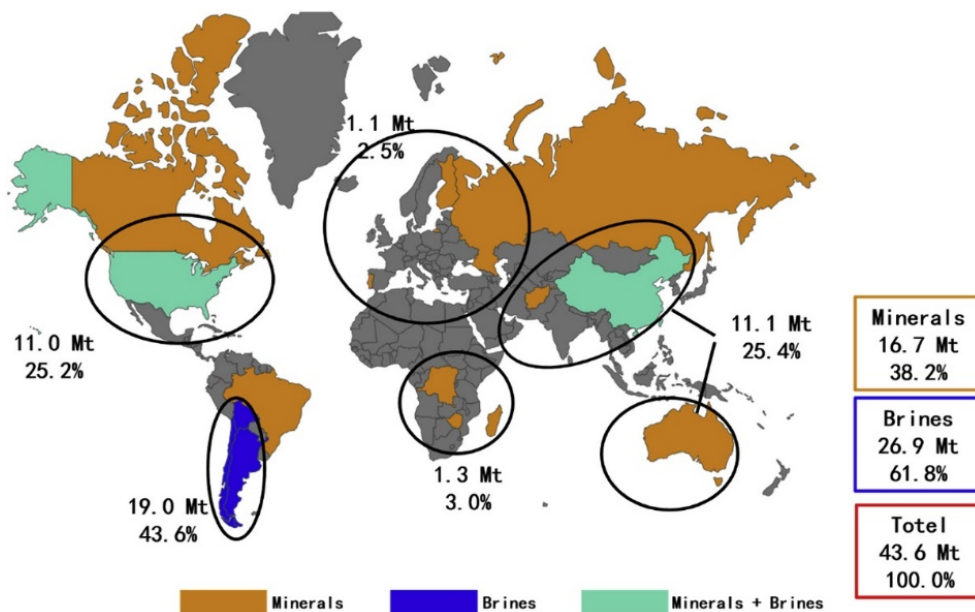 1.1 Mt
2.5%
11.0 Mt
25.2%
11.1 Mt
25.4%
19.0 Mt
43.6%
1.3 Mt
3.0%
Minerals
16.7 Mt
38.2%
Brines
26.9 Mt
61.8%
Totel
43.6 Mt
100.0%
Minerals
Brines
Minerals + Brines